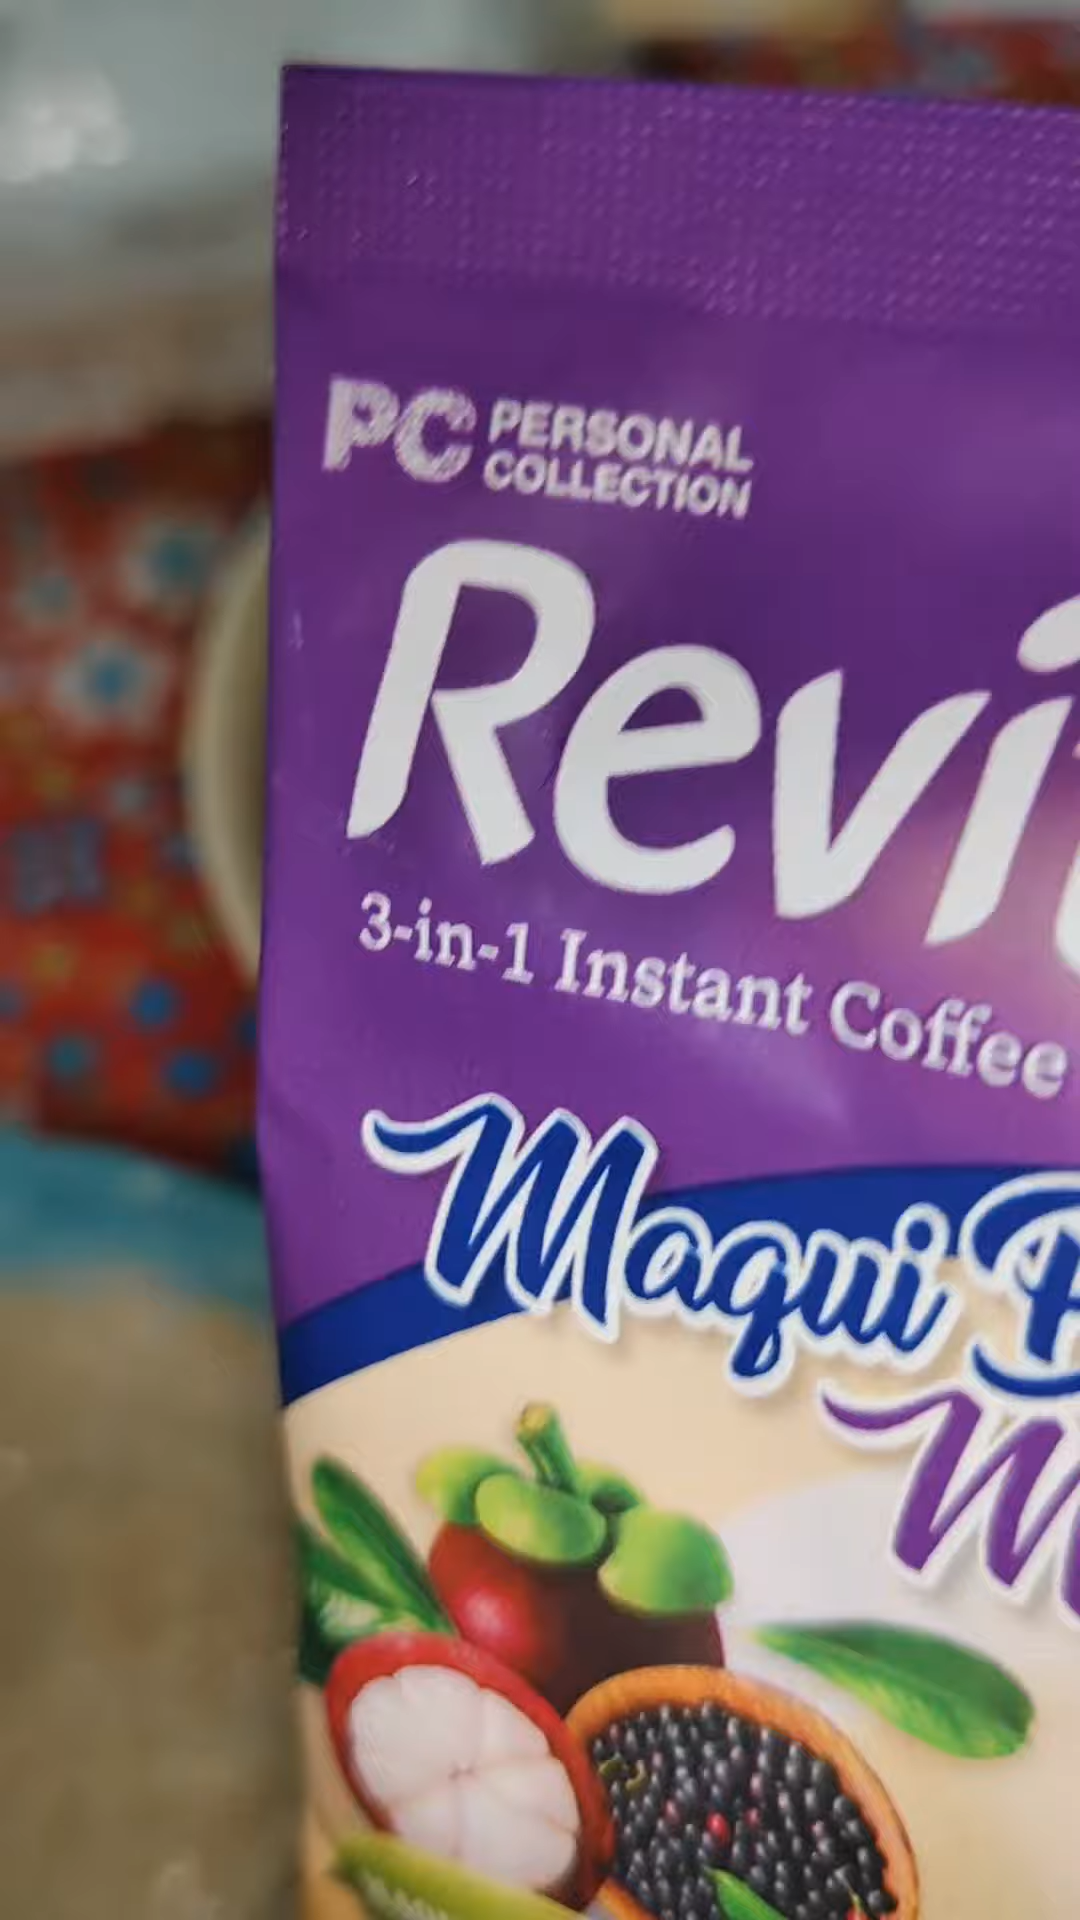 PC PERSONAL
COLLECTION
Revi
3-in-1 Instant Coffee
Maqui
M